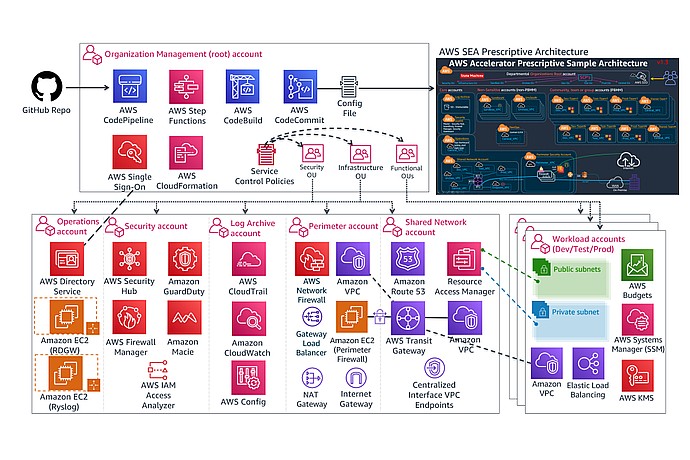 Organization Management (root) account
AWS SEA Prescriptive Architecture
AWS Accelerator Prescriptive Sample Architecture
GitHub Repo
AWS
CodePipeline
AWS Step
Functions
AWS
CodeBuild
AWS
CodeCommit
Config
File
AWS Single
Sign-On
AWS
CloudFormation
Service
Control Policies
Security
OU
Infrastructure
OU
Functional
OUs
Operations
account
AWS Directory
Service
Amazon EC2
(RDGW)
Amazon EC2
(Rsyslog)
Security account
AWS Security
Hub
Amazon
GuardDuty
AWS Firewall
Manager
Amazon
Macie
AWS IAM
Access
Analyzer
Log Archive
account
AWS
CloudTrail
Amazon
CloudWatch
AWS Config
Perimeter account
AWS
Network
Firewall
Amazon
VPC
Gateway
Load
Balancer
Amazon EC2
(Perimeter
Firewall)
NAT
Gateway
Internet
Gateway
Shared Network
account
53
Amazon
Route 53
Resource
Access Manager
AWS Transit
Gateway
Amazon
VPC
Centralized
Interface VPC
Endpoints
Workload accounts
(Dev/Test/Prod)
Public subnets
Private subnet
AWS
Budgets
AWS Systems
Manager (SSM)
Amazon
VPC
Elastic Load
Balancing
AWS KMS